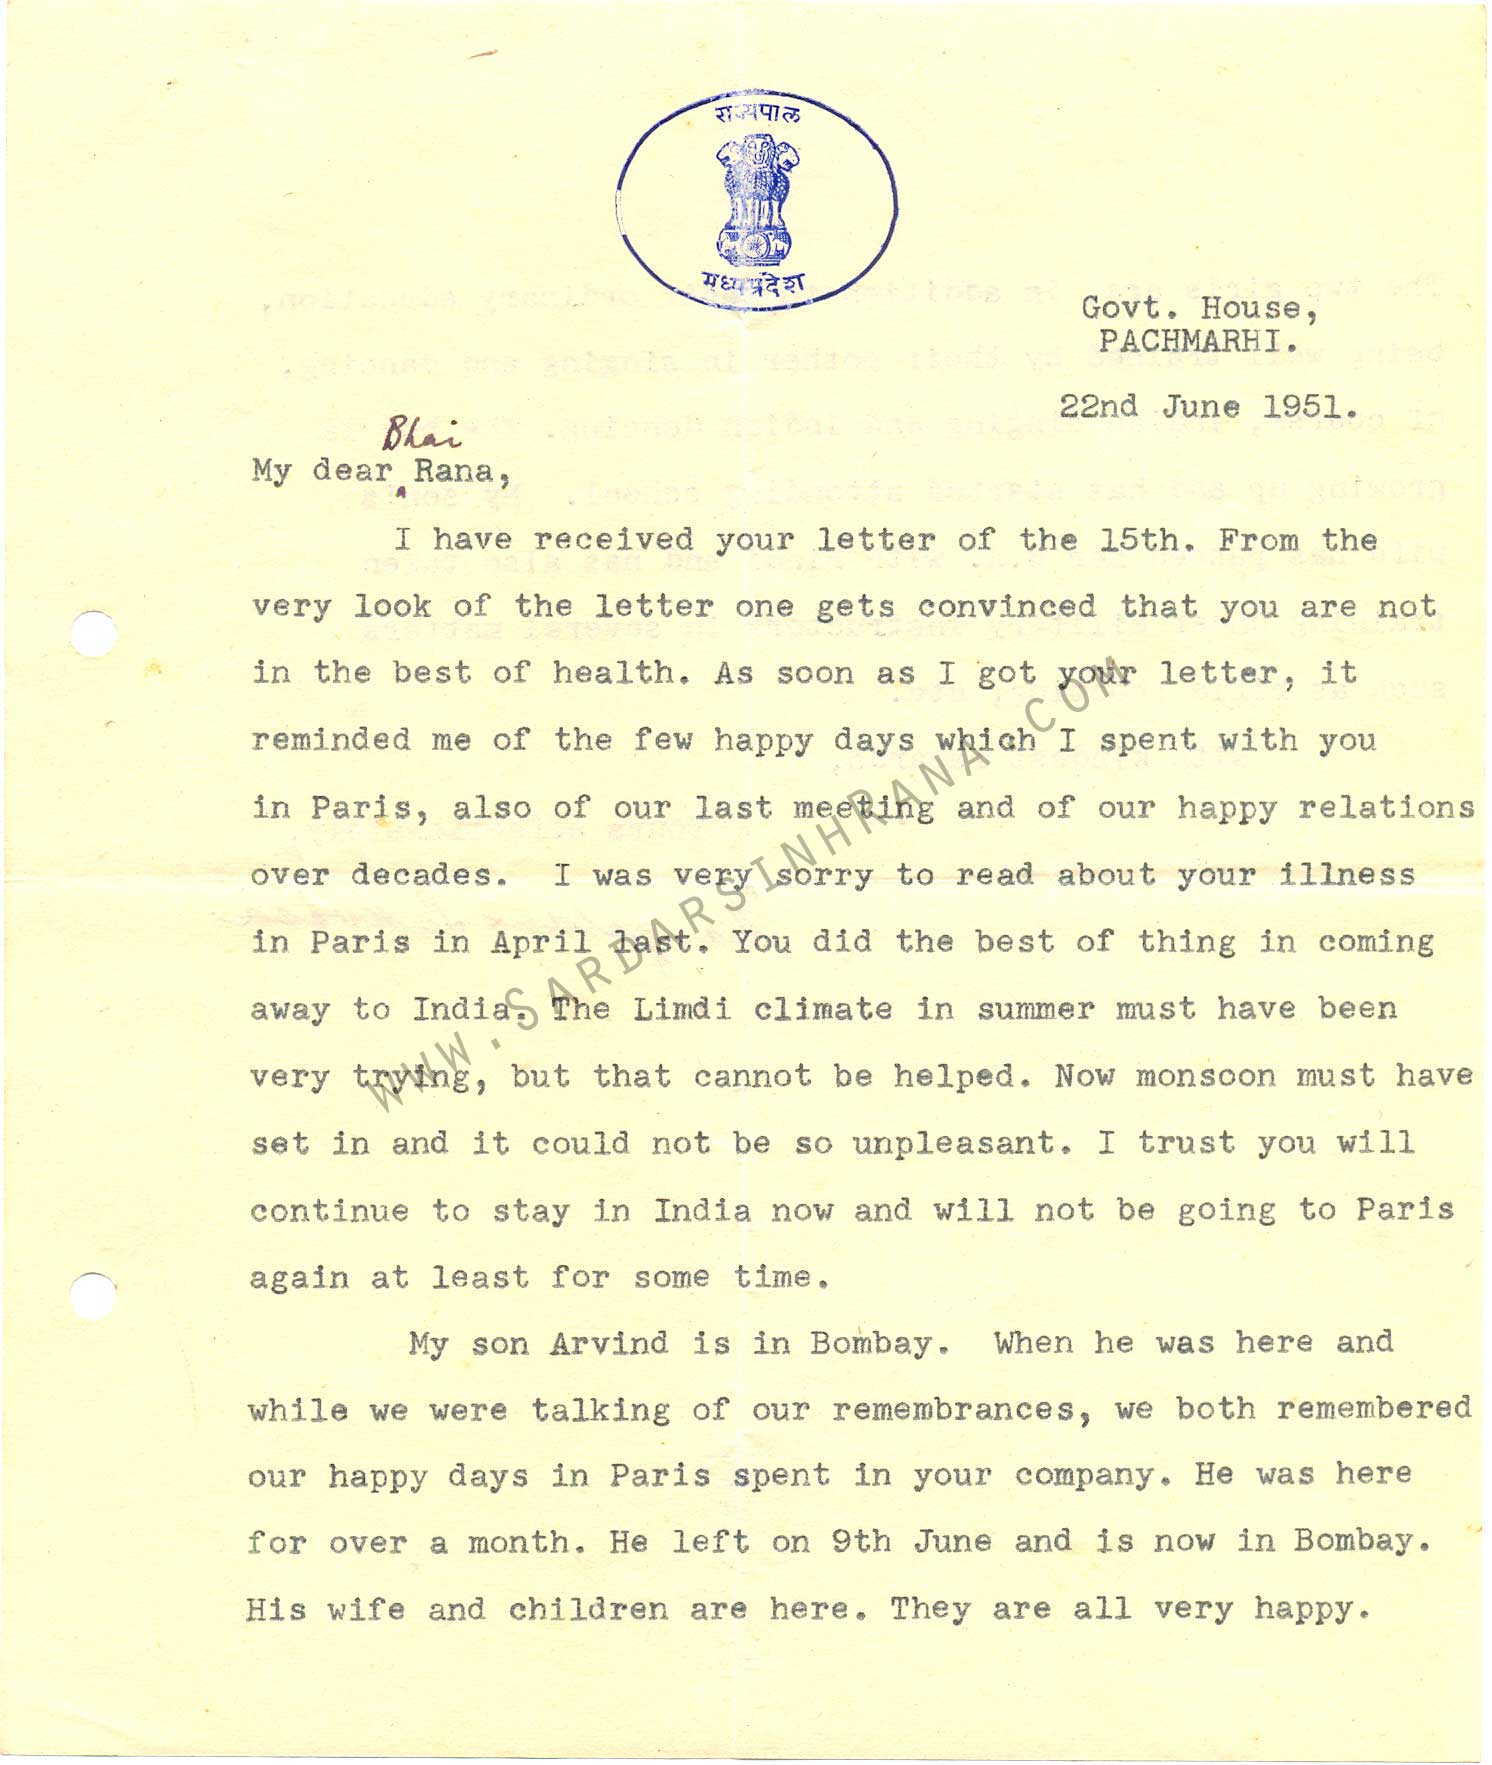 राज्यपाल
मध्यप्रदेश
Govt. House,
PACHMARHI.
22nd June 1951.
Bhai
My dear Rana,
I have received your letter of the 15th. From the
very look of the letter one gets convinced that you are not
in the best of health. As soon as I got your letter, it
reminded me of the few happy days which I spent with you
in Paris, also of our last meeting and of our happy relations
over decades. I was very sorry to read about your illness
in Paris in April last. You did the best of thing in coming
away to India. The Limdi climate in summer must have been
very trying, but that cannot be helped. Now monsoon must have
set in and it could not be so unpleasant. I trust you will
continue to stay in India now and will not be going to Paris
again at least for some time.
My son Arvind is in Bombay. When he was here and
while we were talking of our remembrances, we both remembered
our happy days in Paris spent in your company. He was here
for over a month. He left on 9th June and is now in Bombay.
His wife and children are here. They are all very happy.
WWW.SARDARSINHRANA.COM